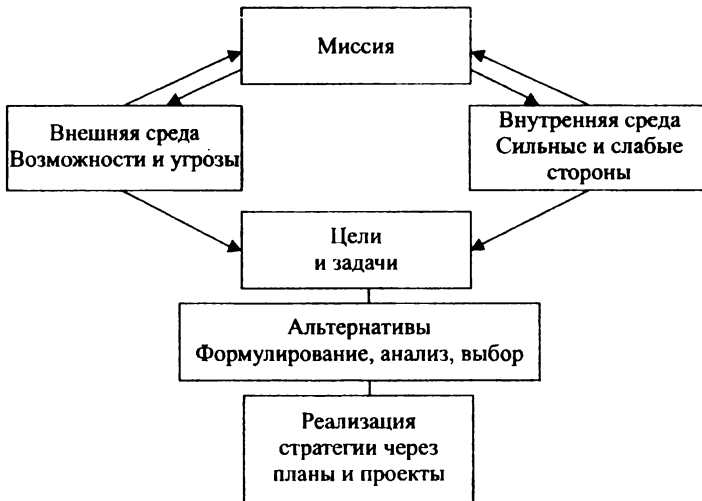 Миссия
Внешняя среда
Возможности и угрозы
Внутренняя среда
Сильные и слабые
стороны
Цели
и задачи
Альтернативы
Формулирование, анализ, выбор
Реализация
стратегии через
планы и проекты